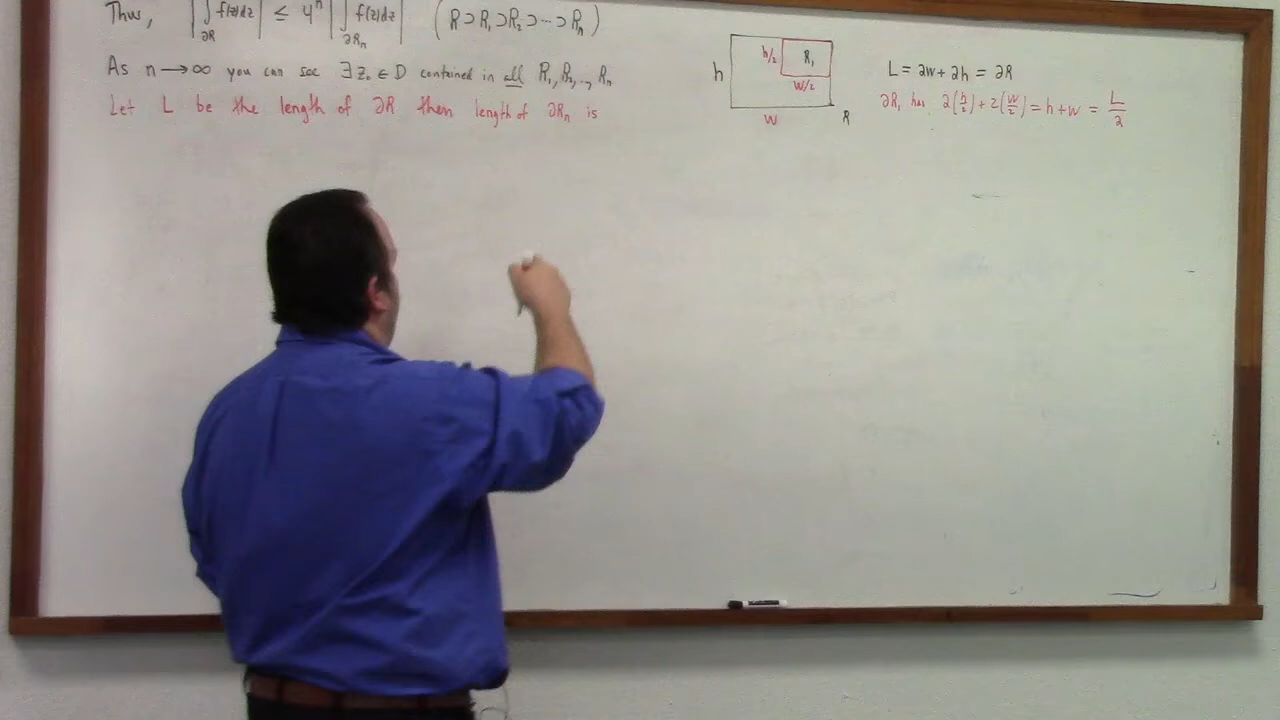 Thus, |∫∂R f(z)dz| ≤ 4ⁿ |∫∂Rₙ f(z)dz| (R ⊃ R₁ ⊃ R₂ ⊃ ··· ⊃ Rₙ)
As n → ∞ you can see ∃ z₀ ∈ D contained in all R₁, R₂, .., Rₙ
Let L be the length of ∂R then length of ∂Rₙ is
h
h/2 R₁
w/2
w
R
L = 2w + 2h = ∂R
∂R₁ has 2(h/2) + 2(w/2) = h + w = L/2